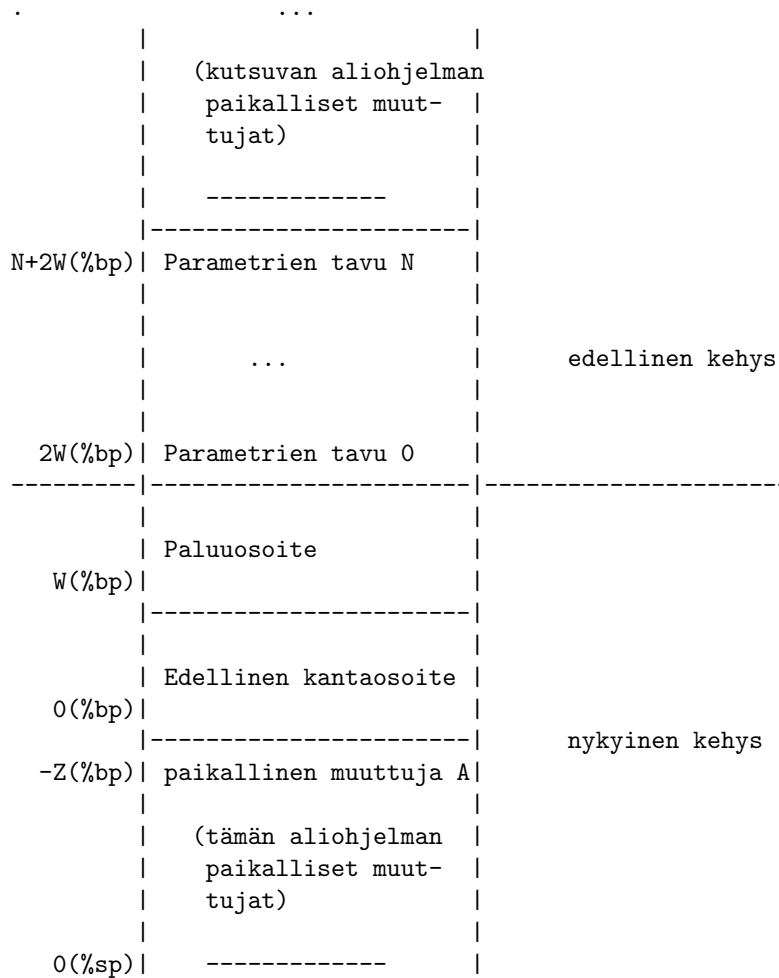 .                  ...
         |                       |
         |   (kutsuvan aliohjelman
         |    paikalliset muut-  |
         |    tujat)             |
         |                       |
         |    -------------      |
         |-----------------------|
N+2W(%bp)| Parametrien tavu N    |
         |                       |
         |                       |
         |       ...             |      edellinen kehys
         |                       |
         |                       |
  2W(%bp)| Parametrien tavu 0    |
---------|-----------------------|---------------------
         |                       |
         | Paluuosoite           |
   W(%bp)|                       |
         |-----------------------|
         |                       |
         | Edellinen kantaosoite |
   0(%bp)|                       |
         |-----------------------|      nykyinen kehys
  -Z(%bp)| paikallinen muuttuja A|
         |                       |
         |   (tämän aliohjelman  |
         |    paikalliset muut-  |
         |    tujat)             |
         |                       |
   0(%sp)|    -------------      |